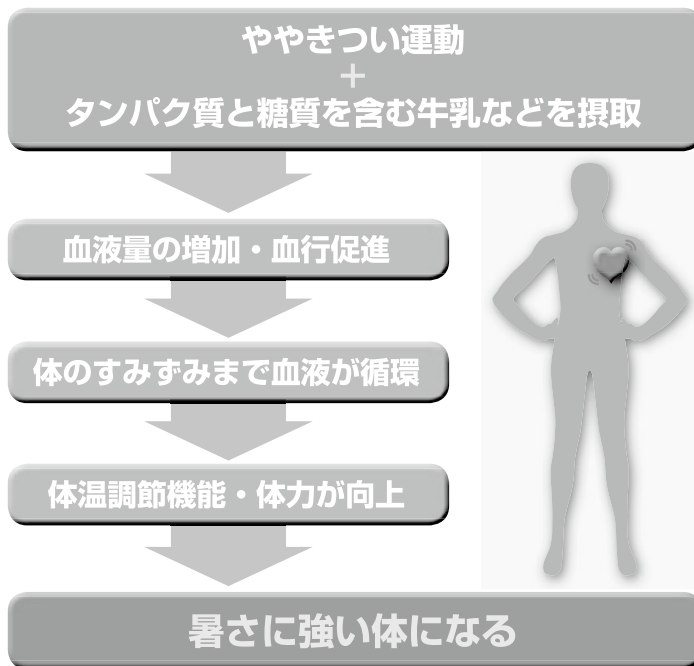 ややきつい運動
+
タンパク質と糖質を含む牛乳などを摂取
血液量の増加・血行促進
体のすみずみまで血液が循環
体温調節機能・体力が向上
暑さに強い体になる